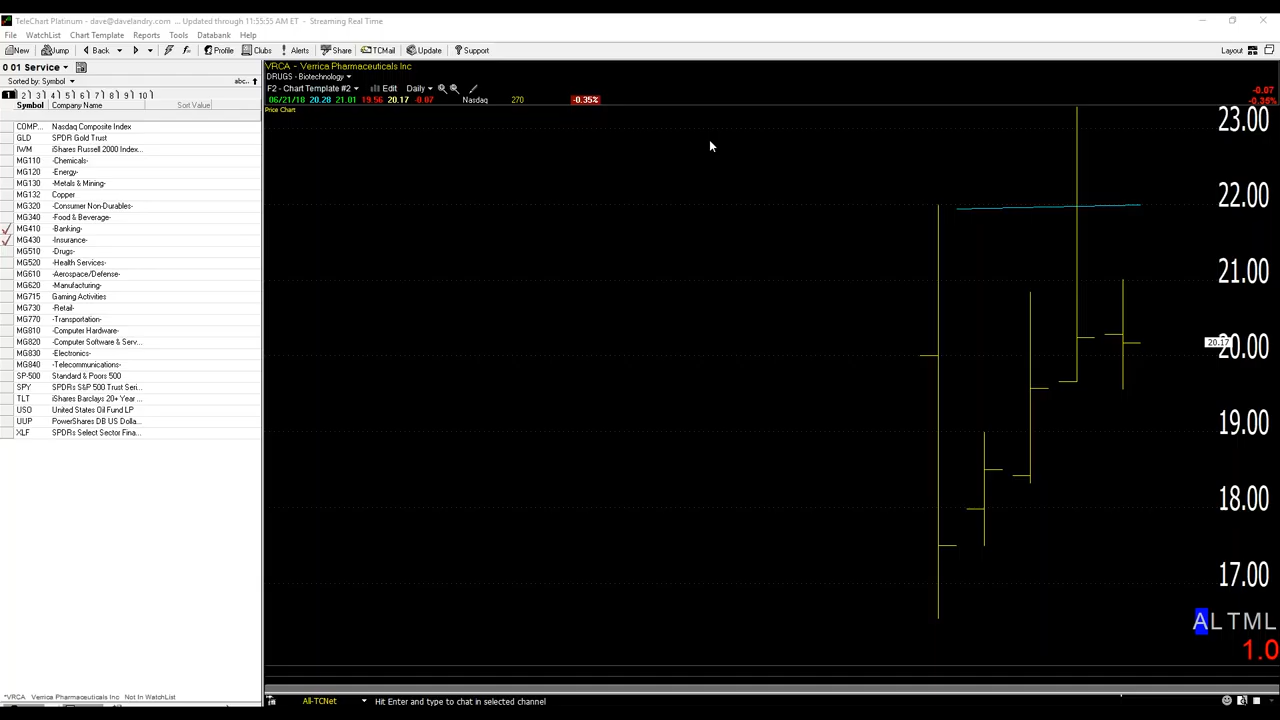 TeleChart Platinum - dave@davelandry.com ... Updated through 11:55:55 AM ET - Streaming Real Time
File WatchList Chart Template Reports Tools Databank Help
New Jump Back Profile Clubs Alerts Share TCMail Update Support Layout
0 01 Service
Sorted by: Symbol abc..
1 2 3 4 5 6 7 8 9 10
Symbol Company Name Sort Value
COMP... Nasdaq Composite Index
GLD SPDR Gold Trust
IWM iShares Russell 2000 Index...
MG110 -Chemicals-
MG120 -Energy-
MG130 -Metals & Mining-
MG132 Copper
MG320 -Consumer Non-Durables-
MG340 -Food & Beverage-
MG410 -Banking-
MG430 -Insurance-
MG510 -Drugs-
MG520 -Health Services-
MG610 -Aerospace/Defense-
MG620 -Manufacturing-
MG715 Gaming Activities
MG730 -Retail-
MG770 -Transportation-
MG810 -Computer Hardware-
MG820 -Computer Software & Serv...
MG830 -Electronics-
MG840 -Telecommunications-
SP-500 Standard & Poors 500
SPY SPDRs S&P 500 Trust Seri...
TLT iShares Barclays 20+ Year ...
USO United States Oil Fund LP
UUP PowerShares DB US Dolla...
XLF SPDRs Select Sector Fina...
*VRCA Verrica Pharmaceuticals Inc Not In WatchList
VRCA - Verrica Pharmaceuticals Inc
DRUGS - Biotechnology
F2 - Chart Template #2 Edit Daily
06/21/18 20.28 21.01 19.56 20.17 -0.07 Nasdaq 270 -0.35%
-0.07
-0.35%
Price Chart
23.00
22.00
21.00
20.17
20.00
19.00
18.00
17.00
ALTML
1.0
All-TCNet Hit Enter and type to chat in selected channel